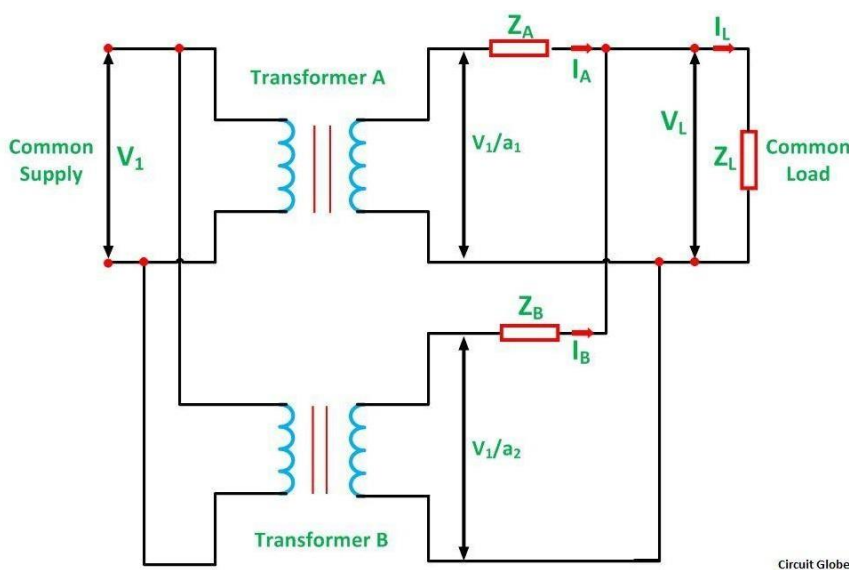 Z_A
I_L
Transformer A
I_A
Common
Supply
V_1
V_1/a_1
V_L
Z_L
Common
Load
Z_B
I_B
V_1/a_2
Transformer B
Circuit Globe